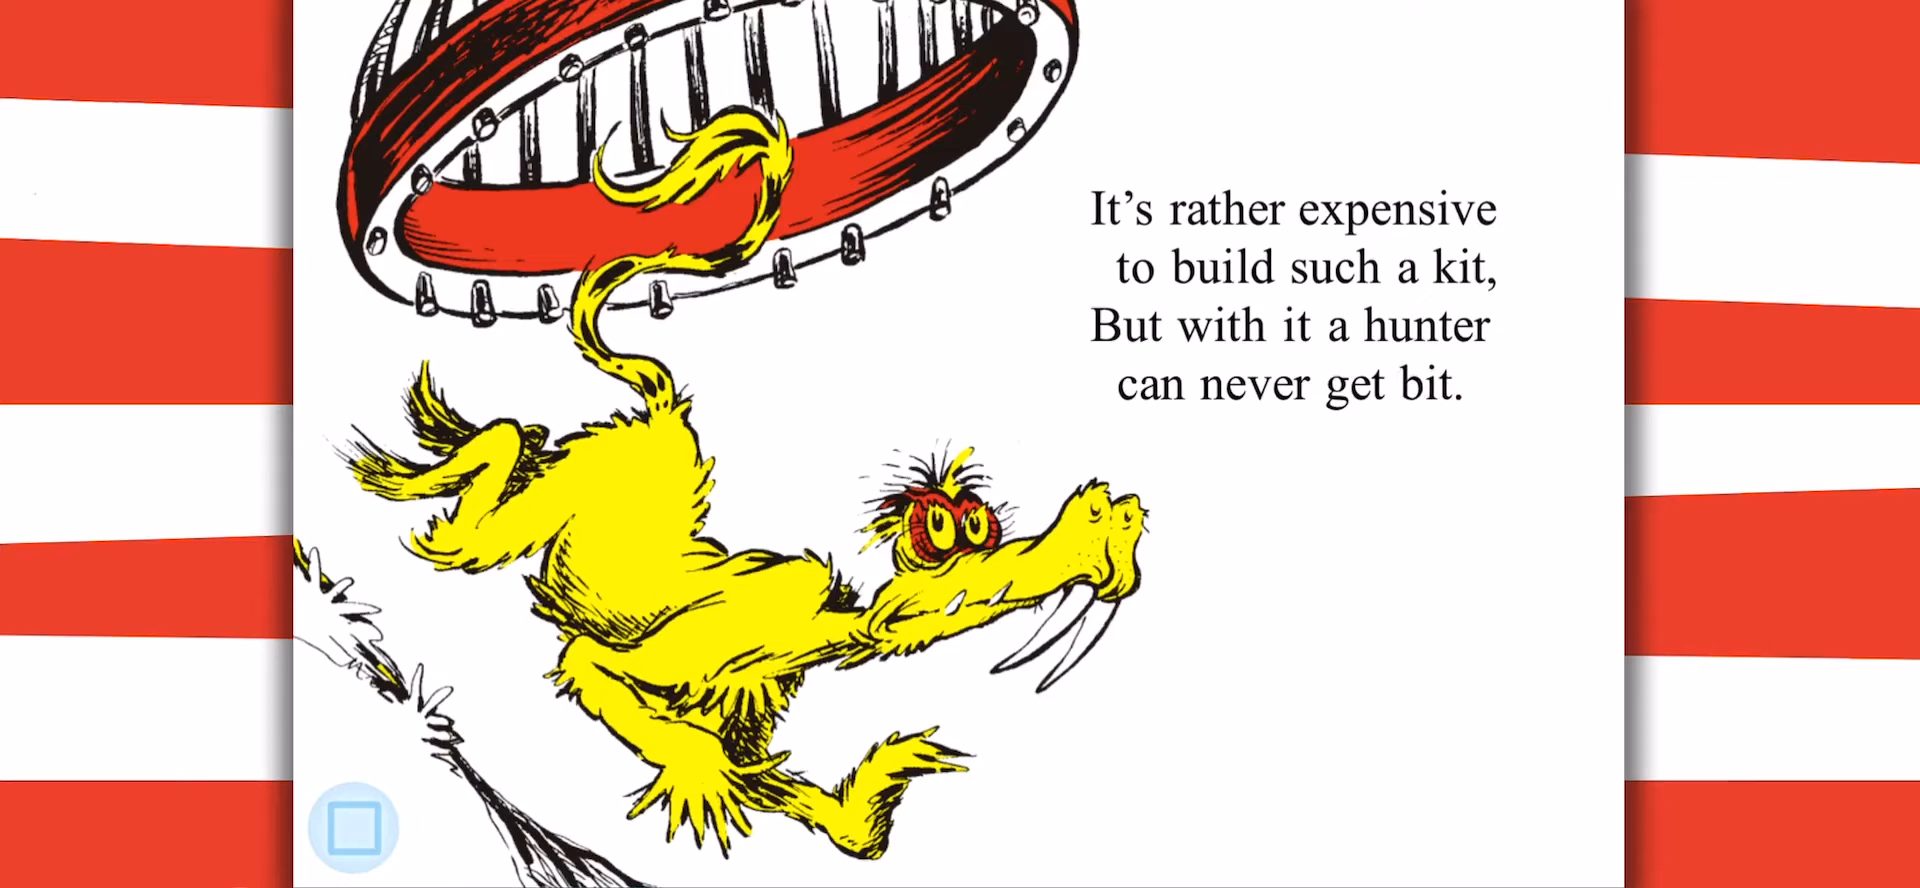 It’s rather expensive
to build such a kit,
But with it a hunter
can never get bit.